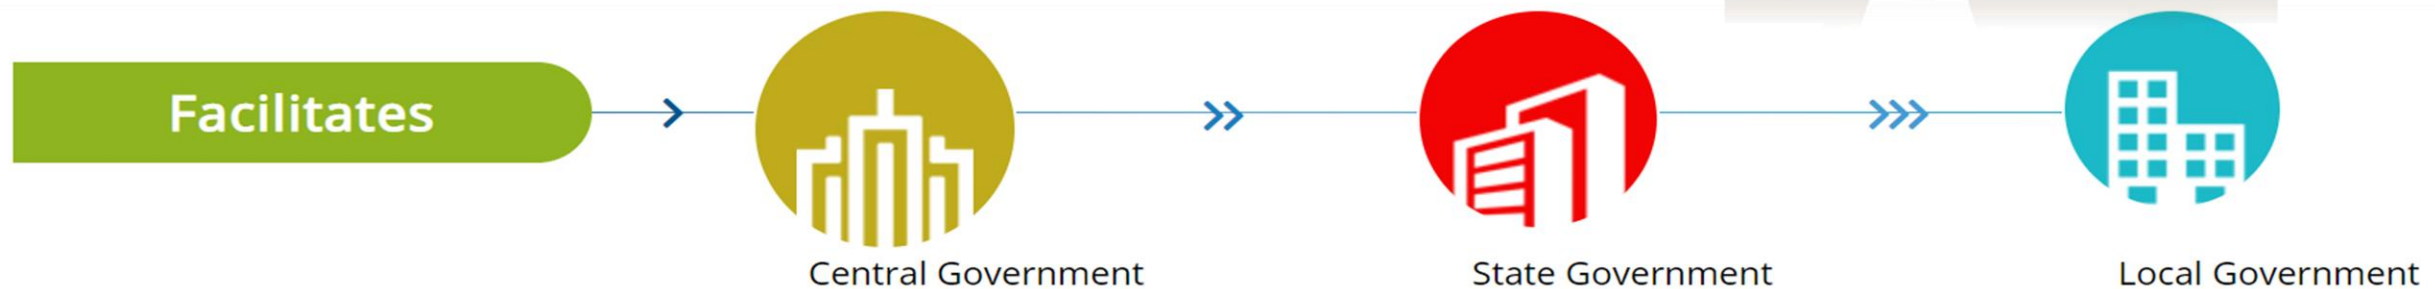 Facilitates
Central Government
State Government
Local Government